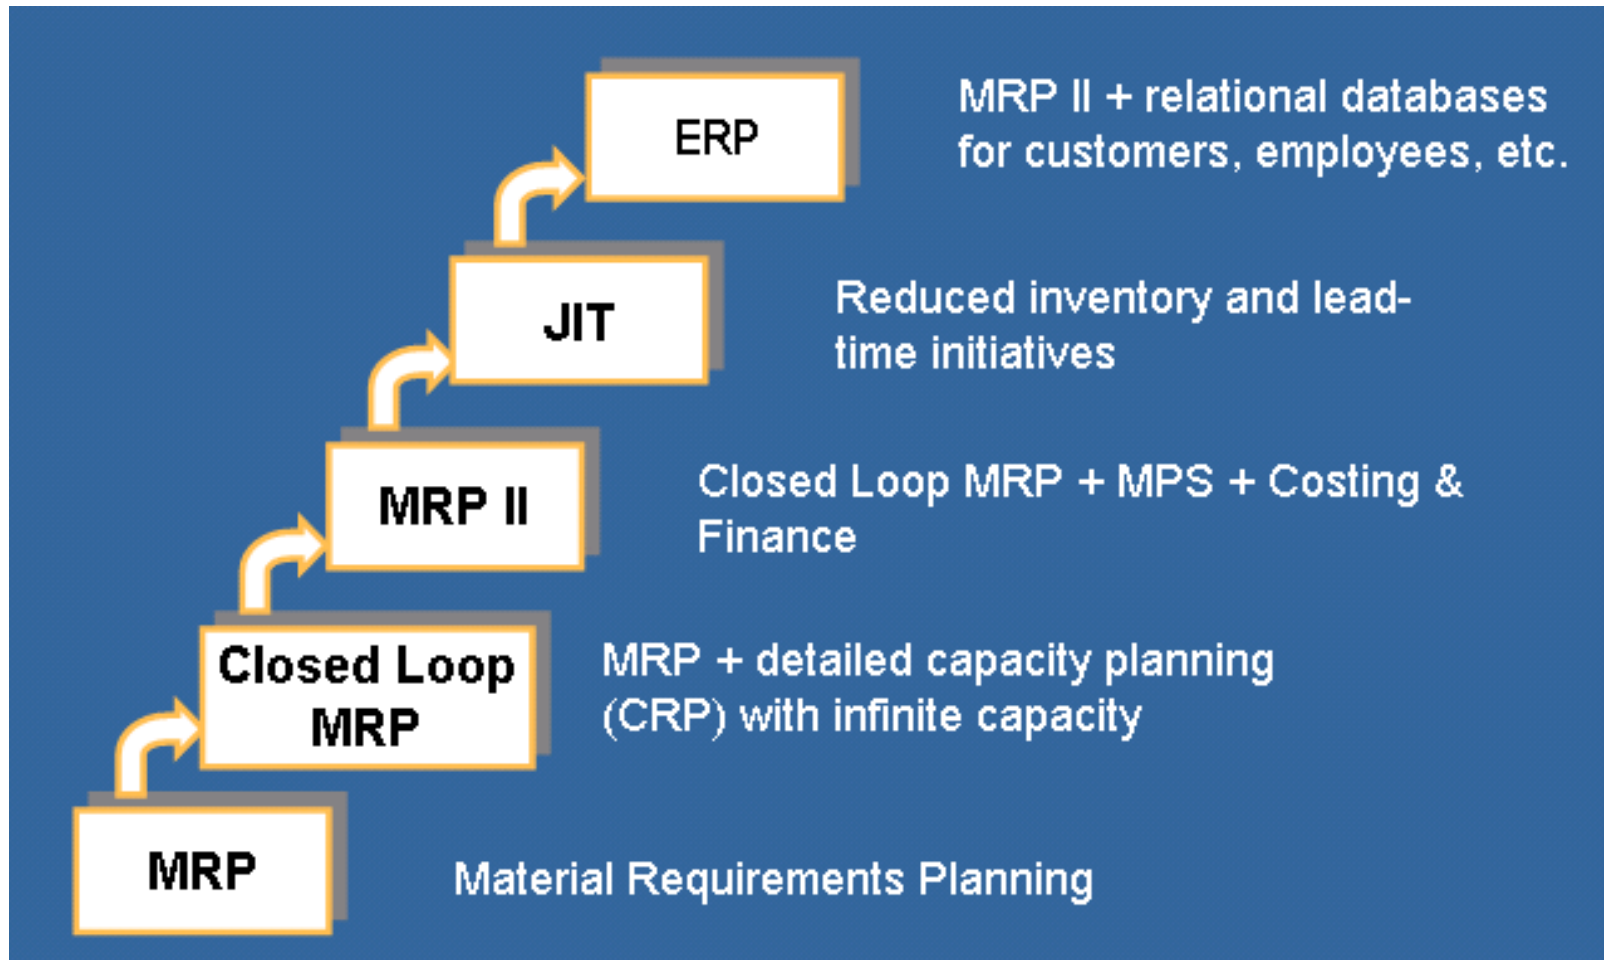 ERP
MRP II + relational databases
for customers, employees, etc.
JIT
Reduced inventory and lead-
time initiatives
MRP II
Closed Loop MRP + MPS + Costing &
Finance
Closed Loop
MRP
MRP + detailed capacity planning
(CRP) with infinite capacity
MRP
Material Requirements Planning